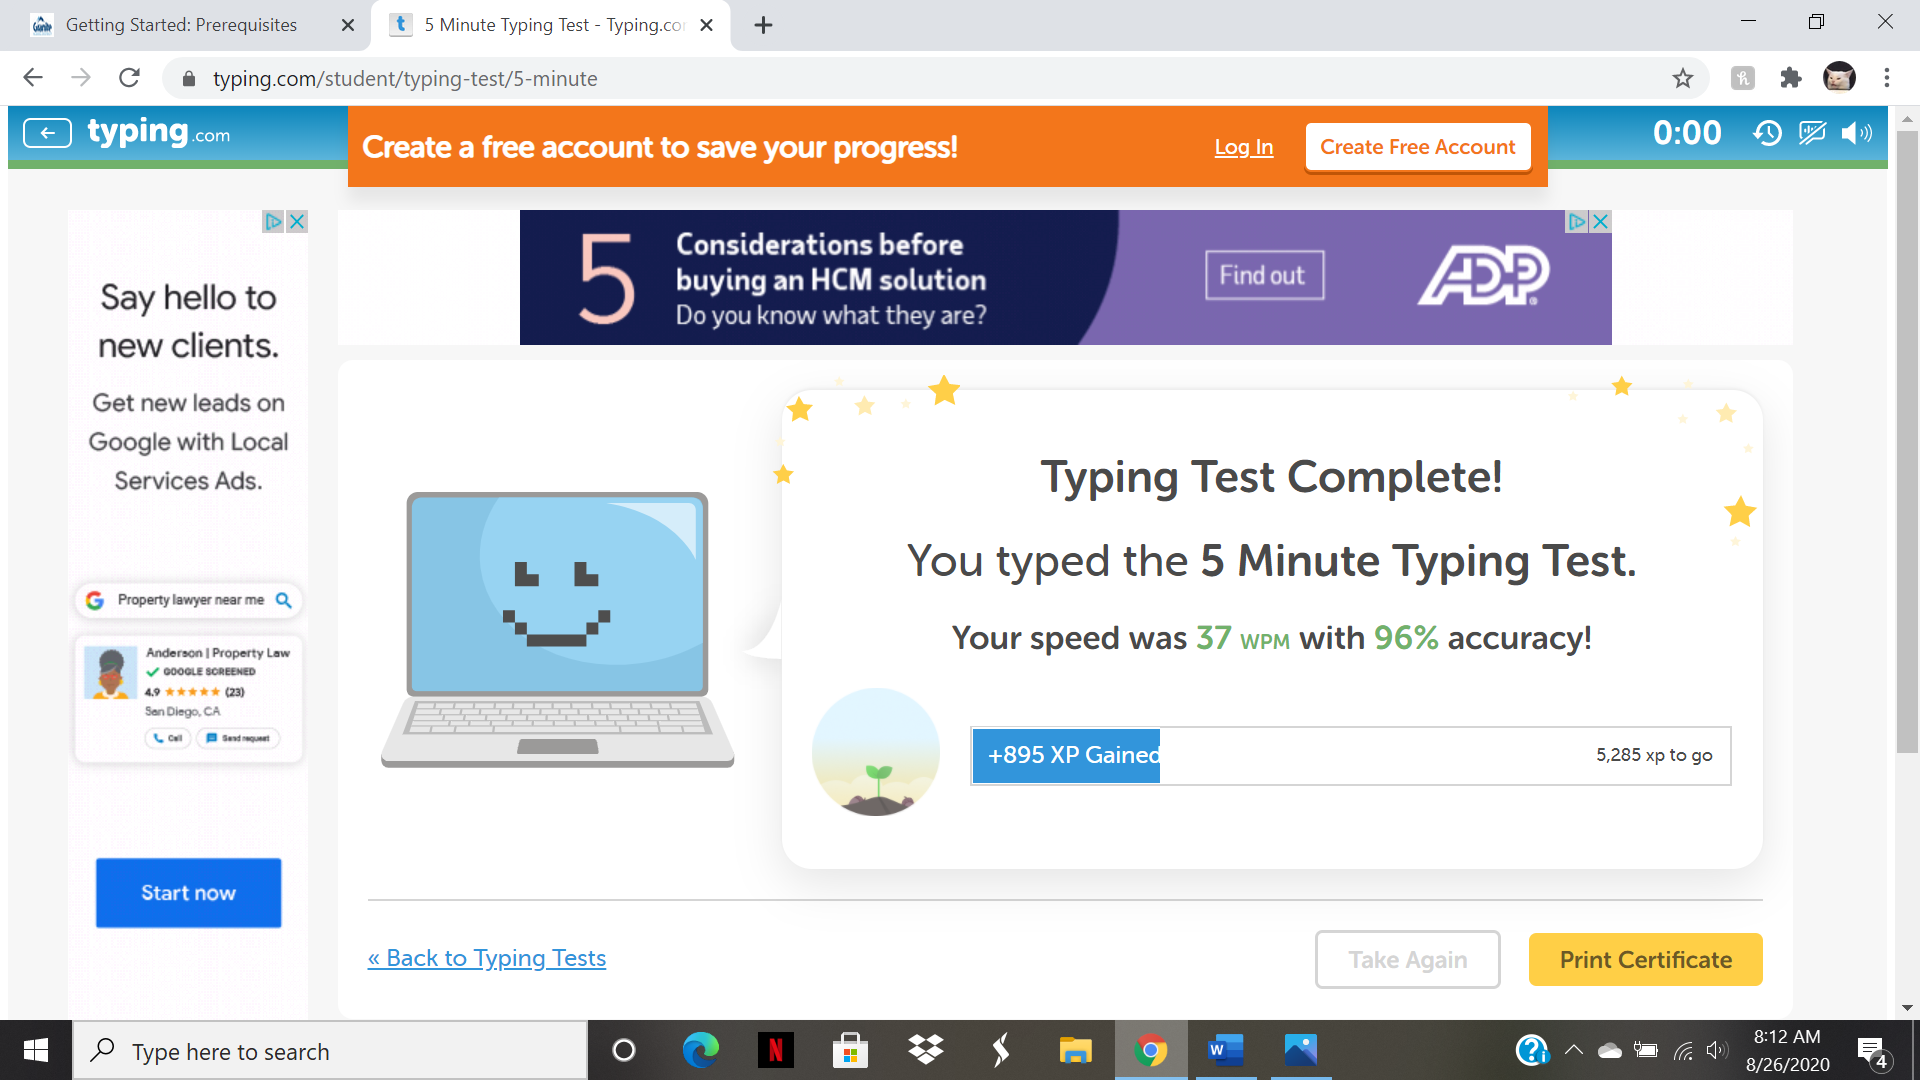 Getting Started: Prerequisites
5 Minute Typing Test - Typing.co
typing.com/student/typing-test/5-minute
typing.com
Create a free account to save your progress!
Log In
Create Free Account
0:00
Say hello to
new clients.
Get new leads on
Google with Local
Services Ads.
Property lawyer near me
Anderson | Property Law
GOOGLE SCREENED
4.9 ★★★★★ (23)
San Diego, CA
Call
Send request
Start now
5
Considerations before
buying an HCM solution
Do you know what they are?
Find out
ADP
Typing Test Complete!
You typed the 5 Minute Typing Test.
Your speed was 37 WPM with 96% accuracy!
+895 XP Gained
5,285 xp to go
« Back to Typing Tests
Take Again
Print Certificate
Type here to search
8:12 AM
8/26/2020
4